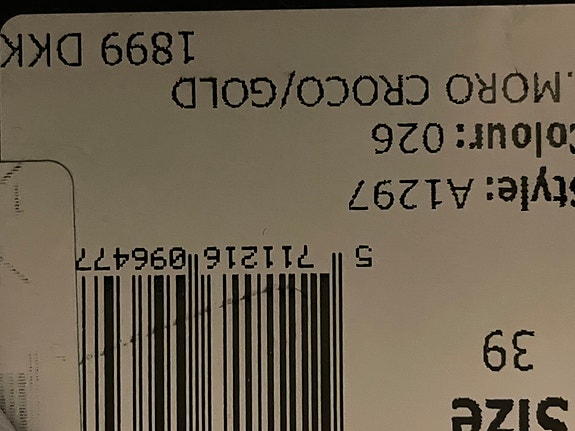 Size
39
5 711216 096477
Style: A1297
Colour: 026
.MORO CROCO/GOLD
1899 DKK